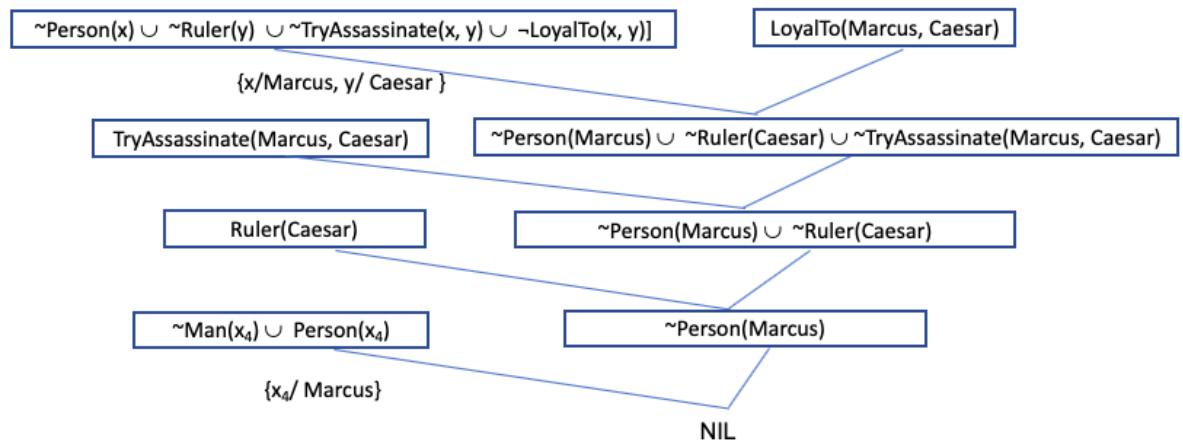 ~Person(x) ∪ ~Ruler(y) ∪ ~TryAssassinate(x, y) ∪ ¬LoyalTo(x, y)]
LoyalTo(Marcus, Caesar)
{x/Marcus, y/ Caesar }
TryAssassinate(Marcus, Caesar)
~Person(Marcus) ∪ ~Ruler(Caesar) ∪ ~TryAssassinate(Marcus, Caesar)
Ruler(Caesar)
~Person(Marcus) ∪ ~Ruler(Caesar)
~Man(x₄) ∪ Person(x₄)
~Person(Marcus)
{x₄/ Marcus}
NIL